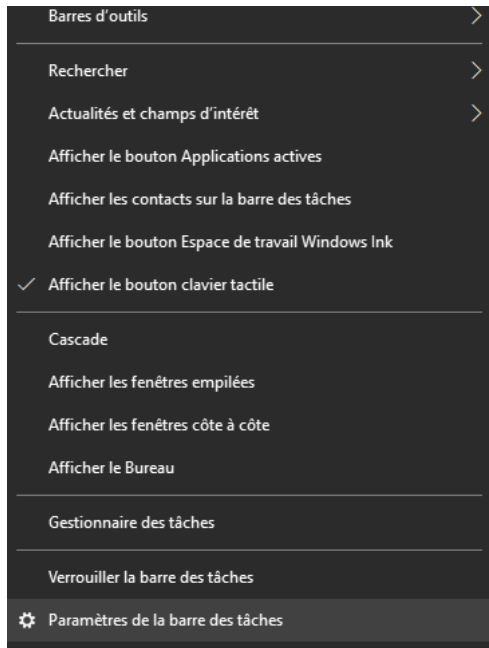 Barres d’outils
Rechercher
Actualités et champs d’intérêt
Afficher le bouton Applications actives
Afficher les contacts sur la barre des tâches
Afficher le bouton Espace de travail Windows Ink
Afficher le bouton clavier tactile
Cascade
Afficher les fenêtres empilées
Afficher les fenêtres côte à côte
Afficher le Bureau
Gestionnaire des tâches
Verrouiller la barre des tâches
Paramètres de la barre des tâches